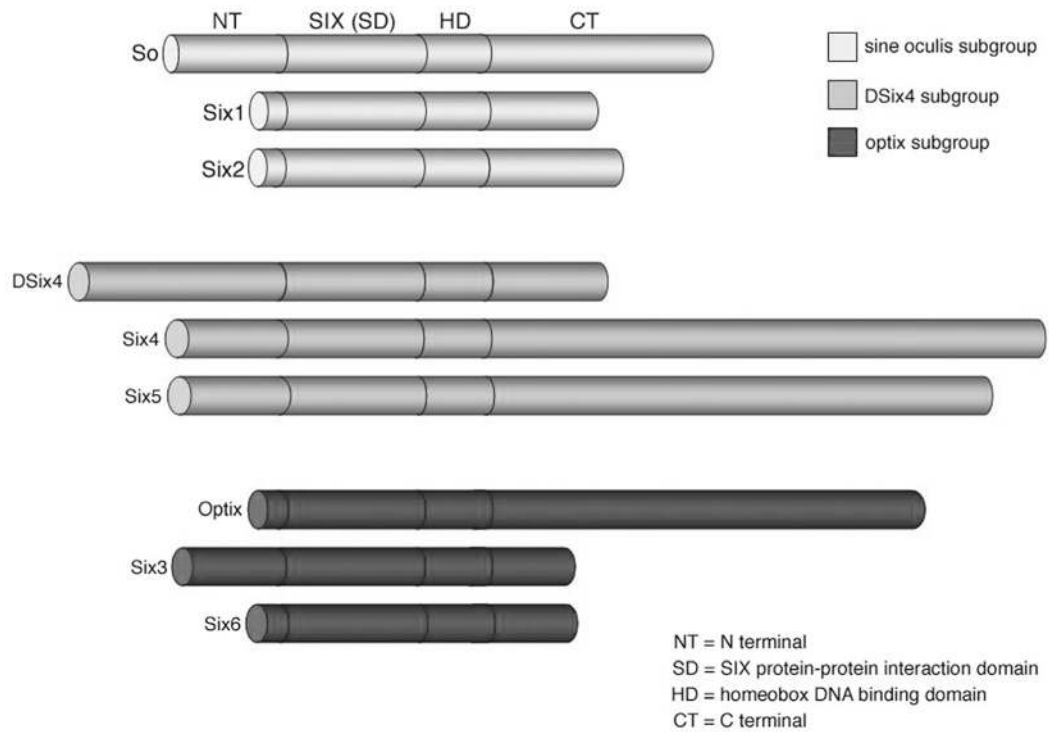 NT SIX (SD) HD CT
So
Six1
Six2
sine oculis subgroup
DSix4 subgroup
optix subgroup
DSix4
Six4
Six5
Optix
Six3
Six6
NT = N terminal
SD = SIX protein-protein interaction domain
HD = homeobox DNA binding domain
CT = C terminal